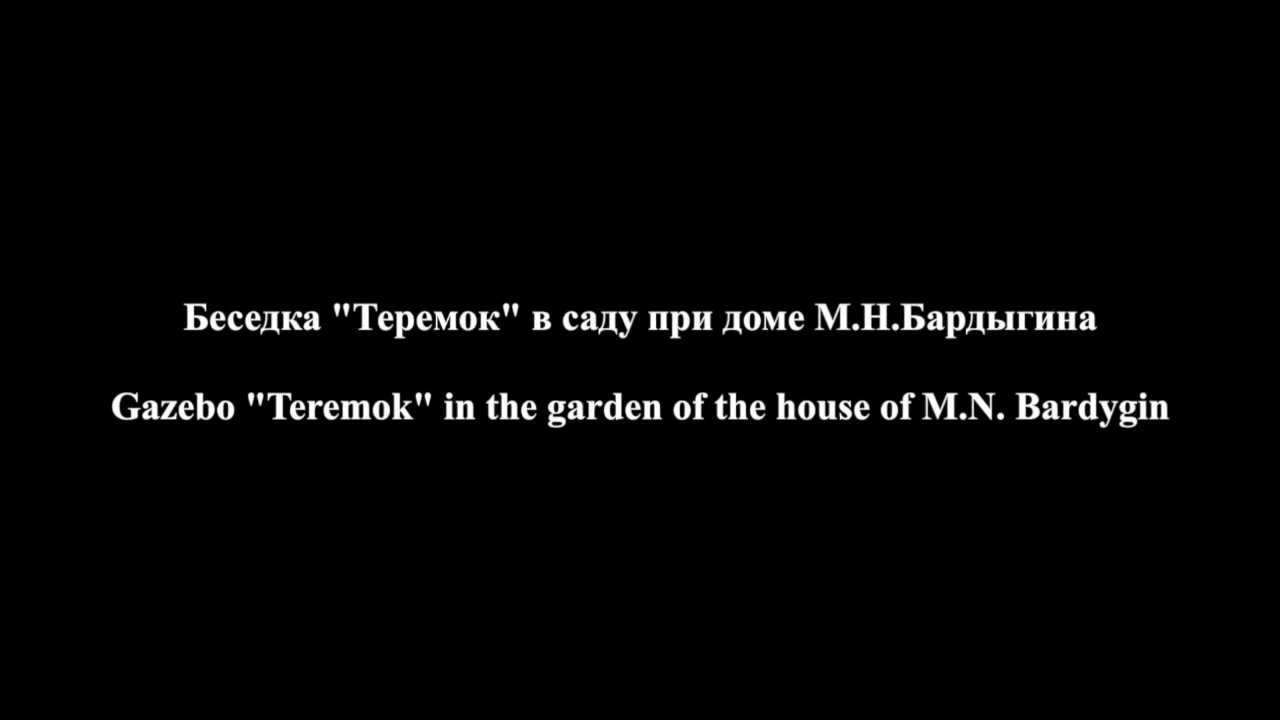 Беседка "Теремок" в саду при доме М.Н.Бардыгина
Gazebo "Teremok" in the garden of the house of M.N. Bardygin